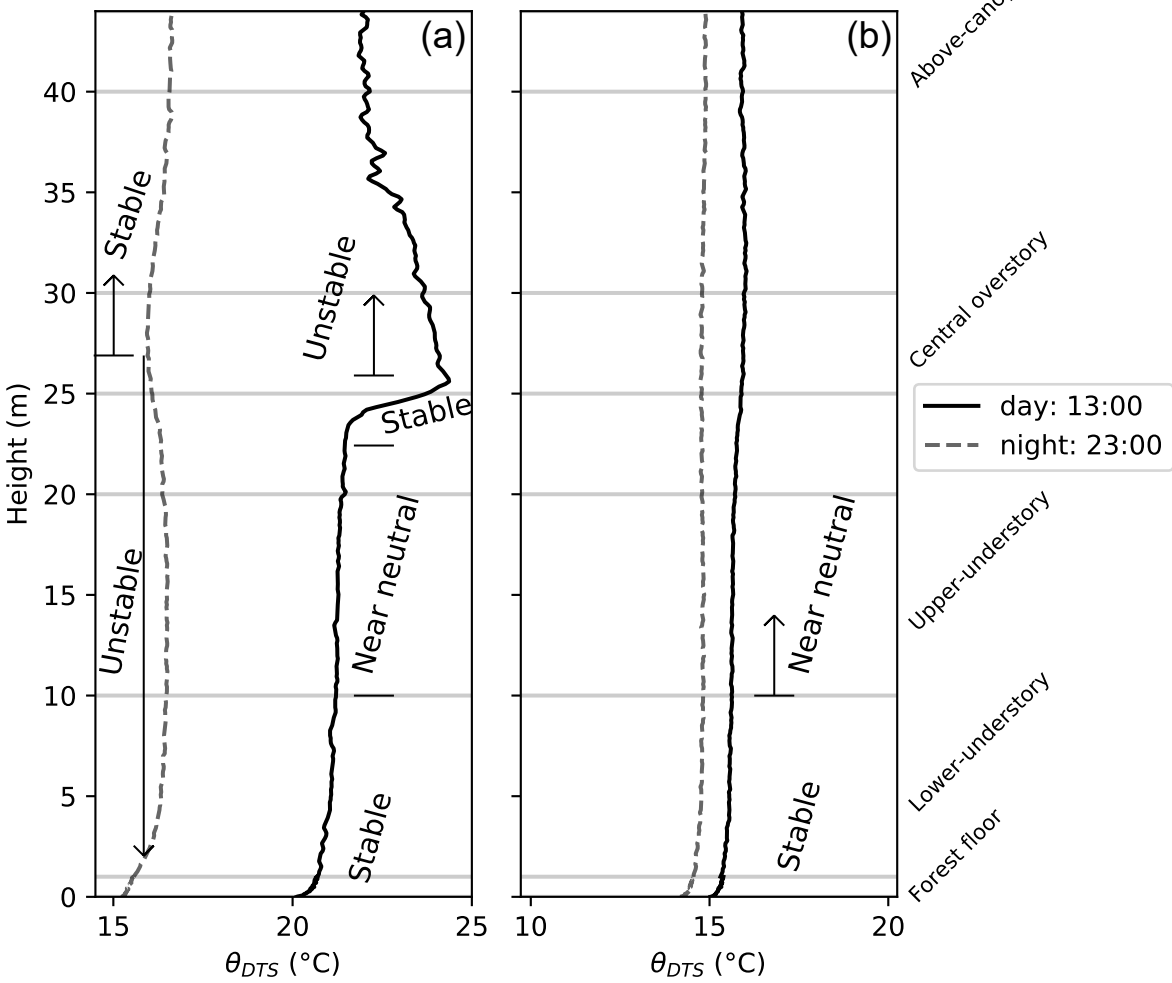 (a)
(b)
Above-cano
40
35
30
25
20
15
10
5
0
Height (m)
Stable
Unstable
Unstable
Stable
Near neutral
Stable
Near neutral
Stable
Central overstory
day: 13:00
night: 23:00
Upper-understory
Lower-understory
Forest floor
15
20
25
10
15
20
θDTS (°C)
θDTS (°C)